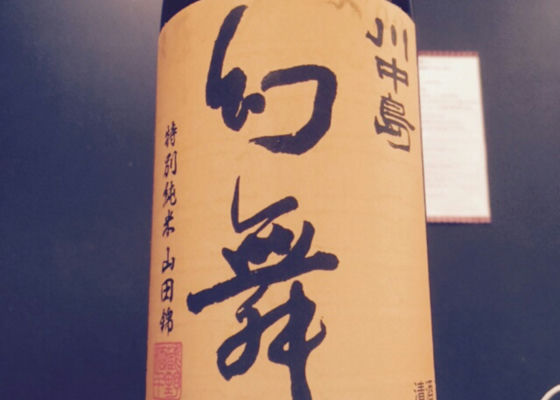 川中島
幻舞
特別純米 山田錦